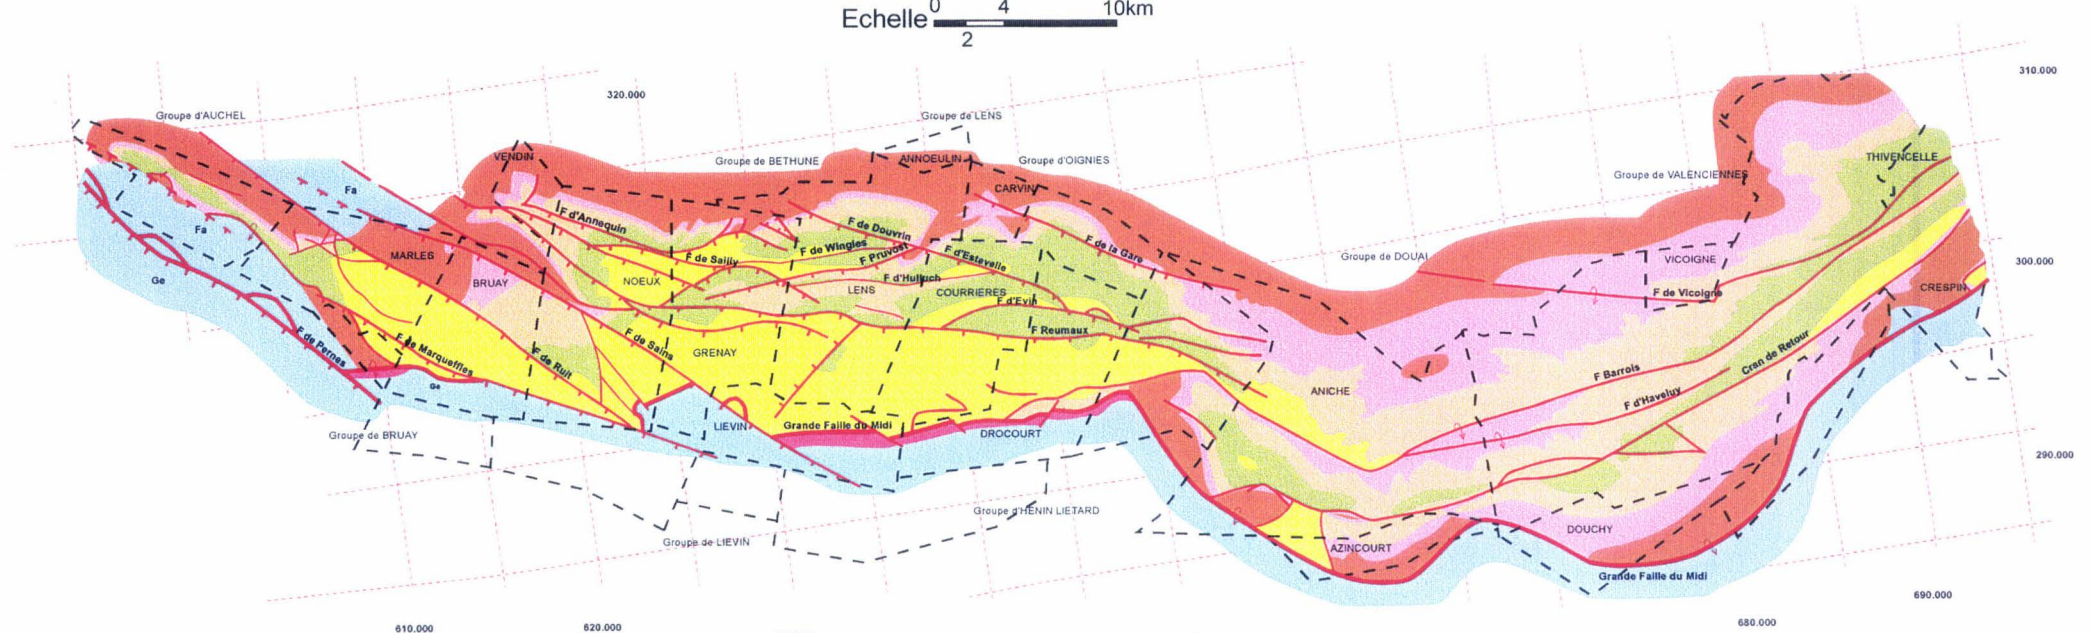 Echelle 0 4 10km
2
310.000
320.000
Groupe d'AUCHEL
Groupe de LENS
VENDIN
Groupe de BETHUNE
ANNOEULIN
Groupe d'OIGNIES
THIVENCELLE
Groupe de VALENCIENNES
Fa
CARVIN
F d'Annequin
F de Douvrin
Fa
F de Wingles
F de la Gare
F Pruvost
F d'Estevelle
MARLES
F de Sailly
Groupe de DOUAI
VICOIGNE
300.000
Ge
BRUAY
NOEUX
F d'Hulluch
LENS
COURRIERES
F d'Evin
F de Vicoigne
CRESPIN
F de Pernes
F de Marqueffles
F de Ruit
F de Sains
GRENAY
F Reumaux
Cran de Retour
F Barrois
Ge
ANICHE
F d'Haveluy
LIEVIN
Grande Faille du Midi
DROCOURT
Groupe de BRUAY
290.000
Groupe d'HENIN LIETARD
Groupe de LIEVIN
AZINCOURT
DOUCHY
Grande Faille du Midi
690.000
610.000
620.000
680.000